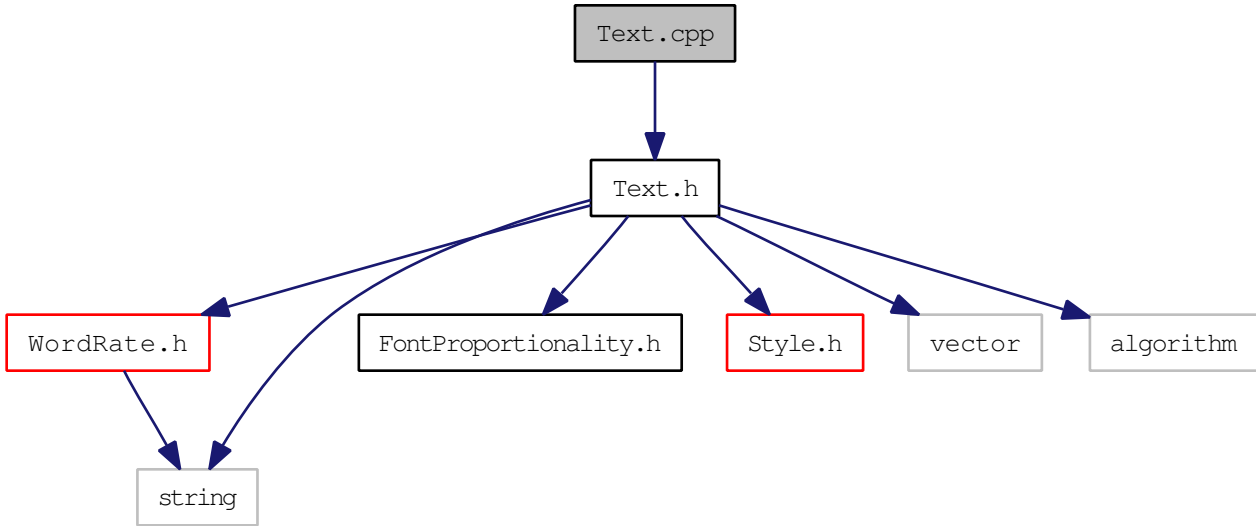 Text.cpp
Text.h
WordRate.h
FontProportionality.h
Style.h
vector
algorithm
string